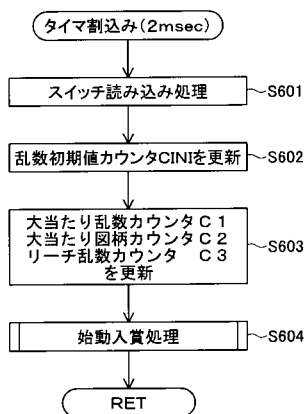 タイマ割込み(2msec)
スイッチ読み込み処理
S601
乱数初期値カウンタCINIを更新
S602
大当たり乱数カウンタ C1
大当たり図柄カウンタ C2
リーチ乱数カウンタ C3
を更新
S603
始動入賞処理
S604
RET